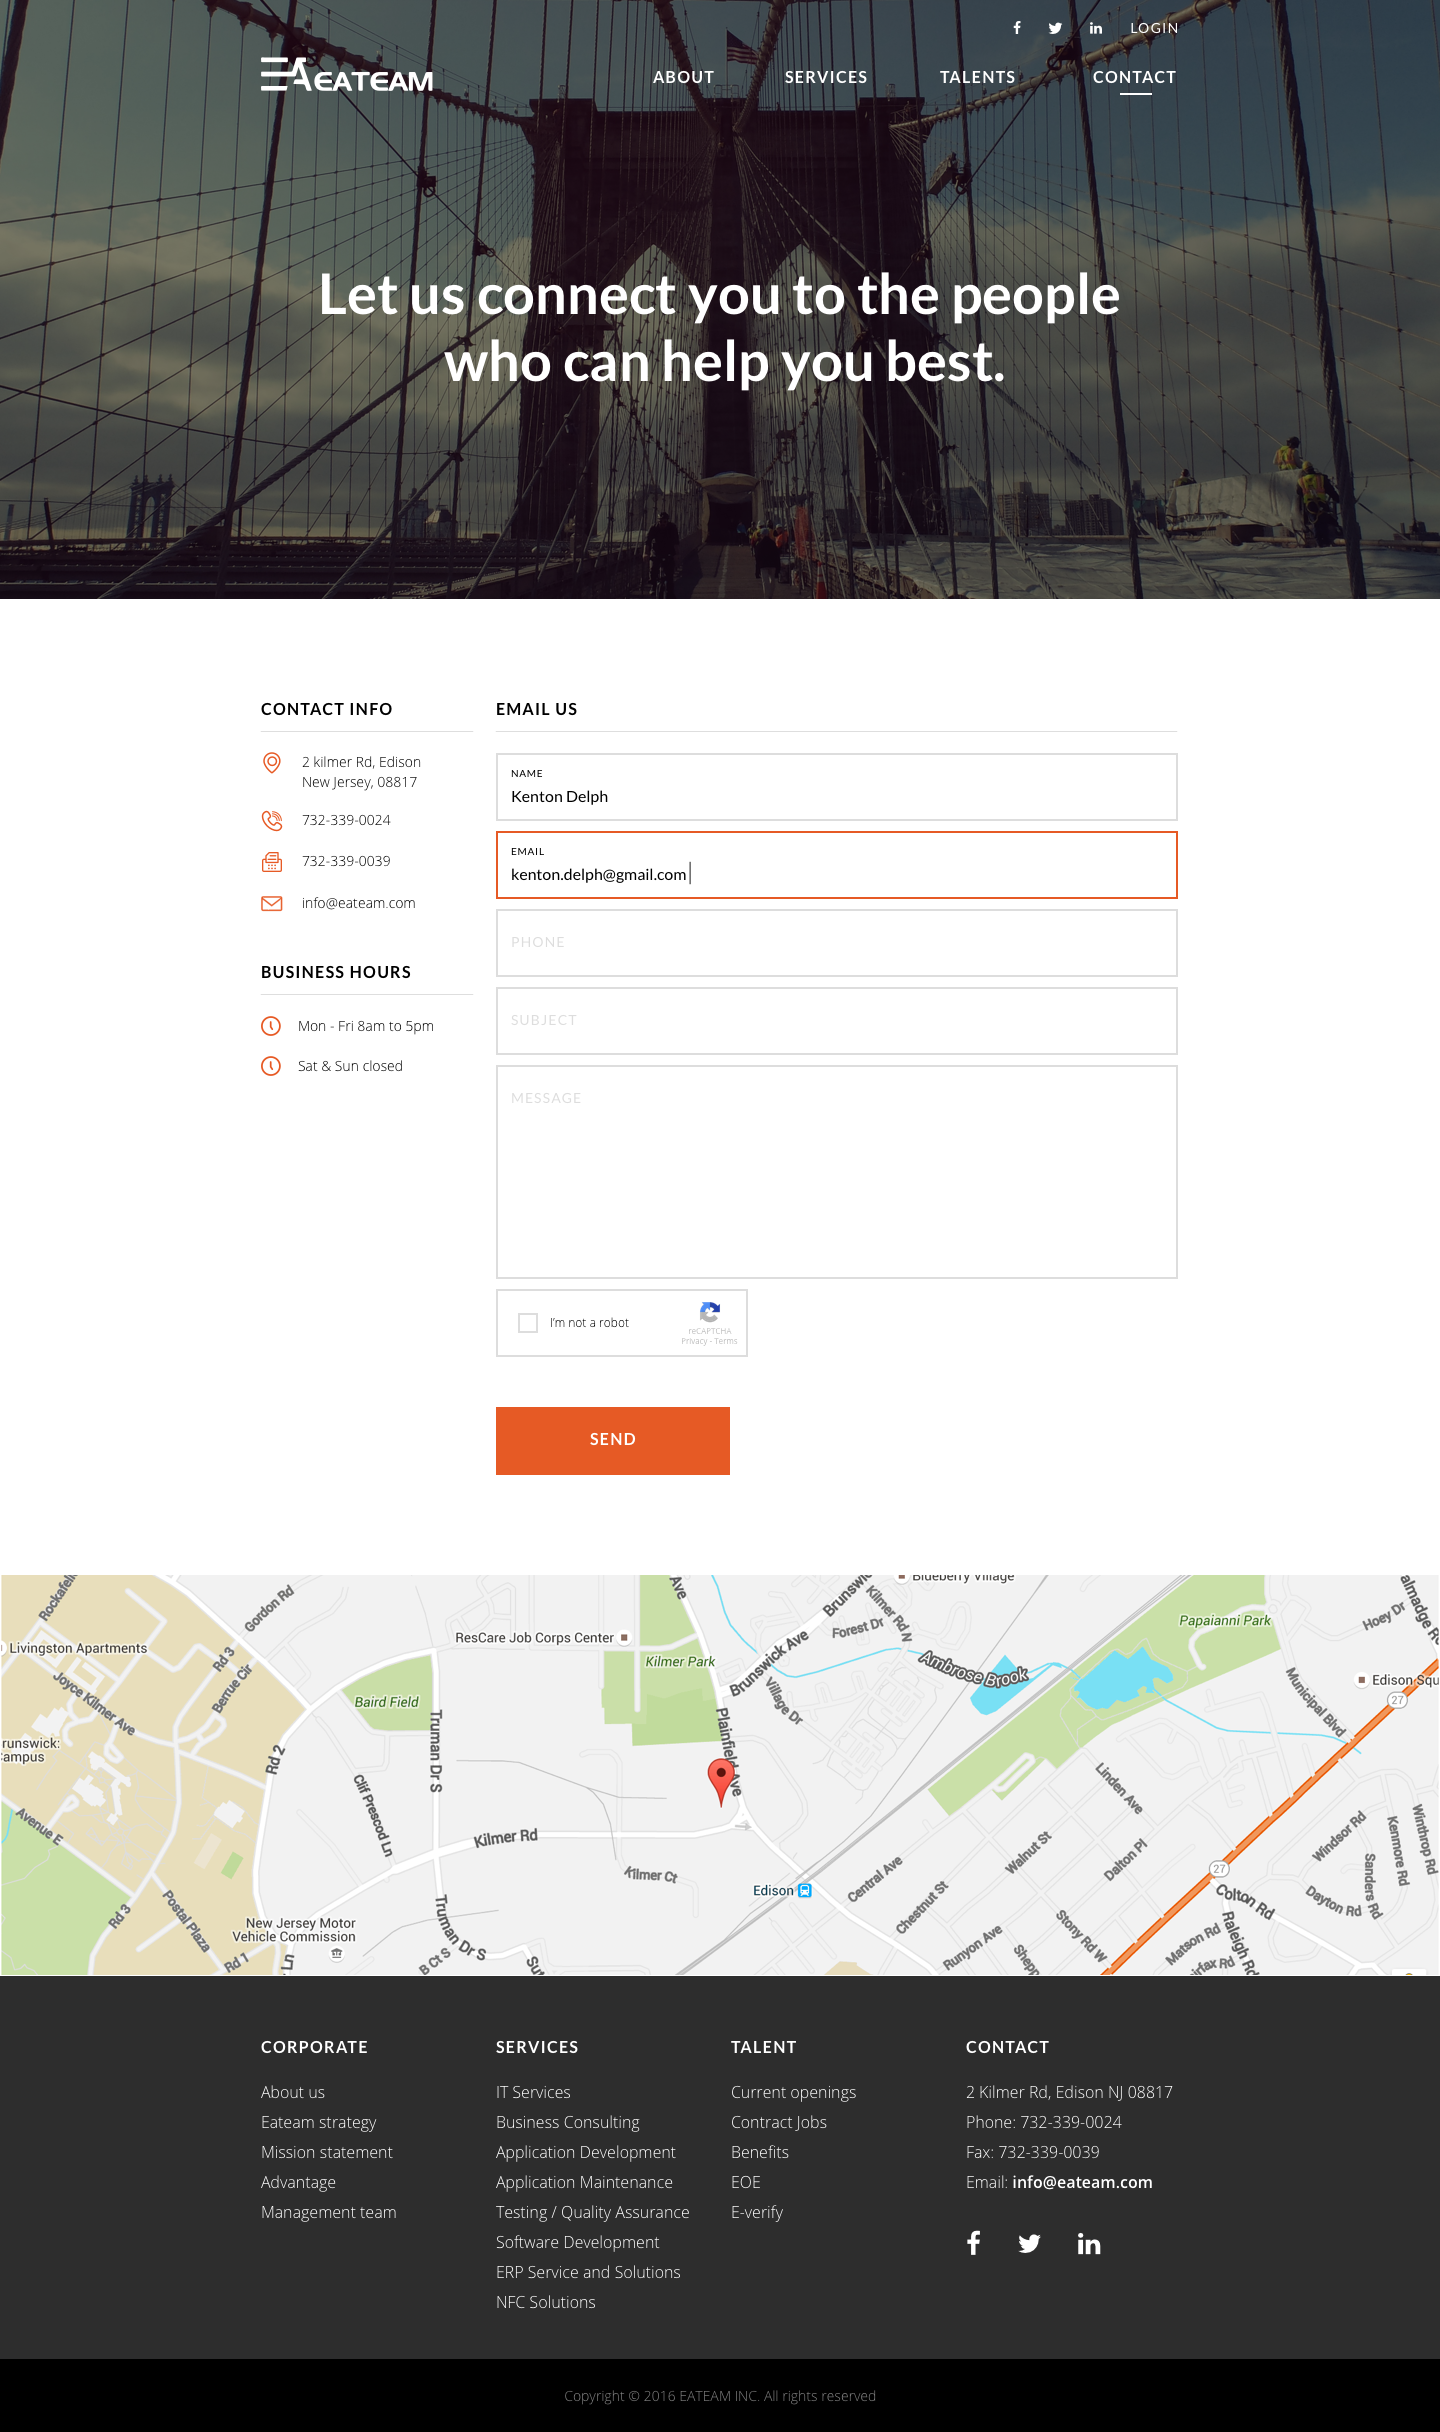 LOGIN
EATEAM
ABOUT SERVICES TALENTS CONTACT
Let us connect you to the people
who can help you best.
CONTACT INFO
2 kilmer Rd, Edison
New Jersey, 08817
732-339-0024
732-339-0039
info@eateam.com
BUSINESS HOURS
Mon - Fri 8am to 5pm
Sat & Sun closed
EMAIL US
NAME
Kenton Delph
EMAIL
kenton.delph@gmail.com
PHONE
SUBJECT
MESSAGE
I'm not a robot
reCAPTCHA
Privacy - Terms
SEND
Rockafel
Gordon Rd
Livingston Apartments
Rd 3
Joyce Kilmer Ave
Berrue Cir
runswick:
Campus
Rd 2
Avenue E
Rd 3
Postal Plaza
Rd 1
Ln
New Jersey Motor
Vehicle Commission
Baird Field
Truman Dr S
Clif Prescod Ln
ResCare Job Corps Center
Kilmer Park
Ave
Brunswick Ave
Village Dr
Plainfield Ave
Kilmer Rd
Kilmer Ct
Truman Dr S
B Ct S
Sut
Edison
Brunswic
Kilmer Rd N
Forest Dr
Blueberry Village
Ambrose Brook
Papaianni Park
Hoey Dr
almadge R
Edison Squ
27
Municipal Blvd
Linden Ave
Walnut St
Dalton Pl
Central Ave
Chestnut St
Runyon Ave
Shepp
Stony Rd W
27
Colton Rd
Raleigh Rd
Matson Rd
irfax Rd
Windsor Rd
Dayton Rd
Sanders Rd
Kenmore Rd
Winthrop Rd
CORPORATE
About us
Eateam strategy
Mission statement
Advantage
Management team
SERVICES
IT Services
Business Consulting
Application Development
Application Maintenance
Testing / Quality Assurance
Software Development
ERP Service and Solutions
NFC Solutions
TALENT
Current openings
Contract Jobs
Benefits
EOE
E-verify
CONTACT
2 Kilmer Rd, Edison NJ 08817
Phone: 732-339-0024
Fax: 732-339-0039
Email: info@eateam.com
Copyright © 2016 EATEAM INC. All rights reserved